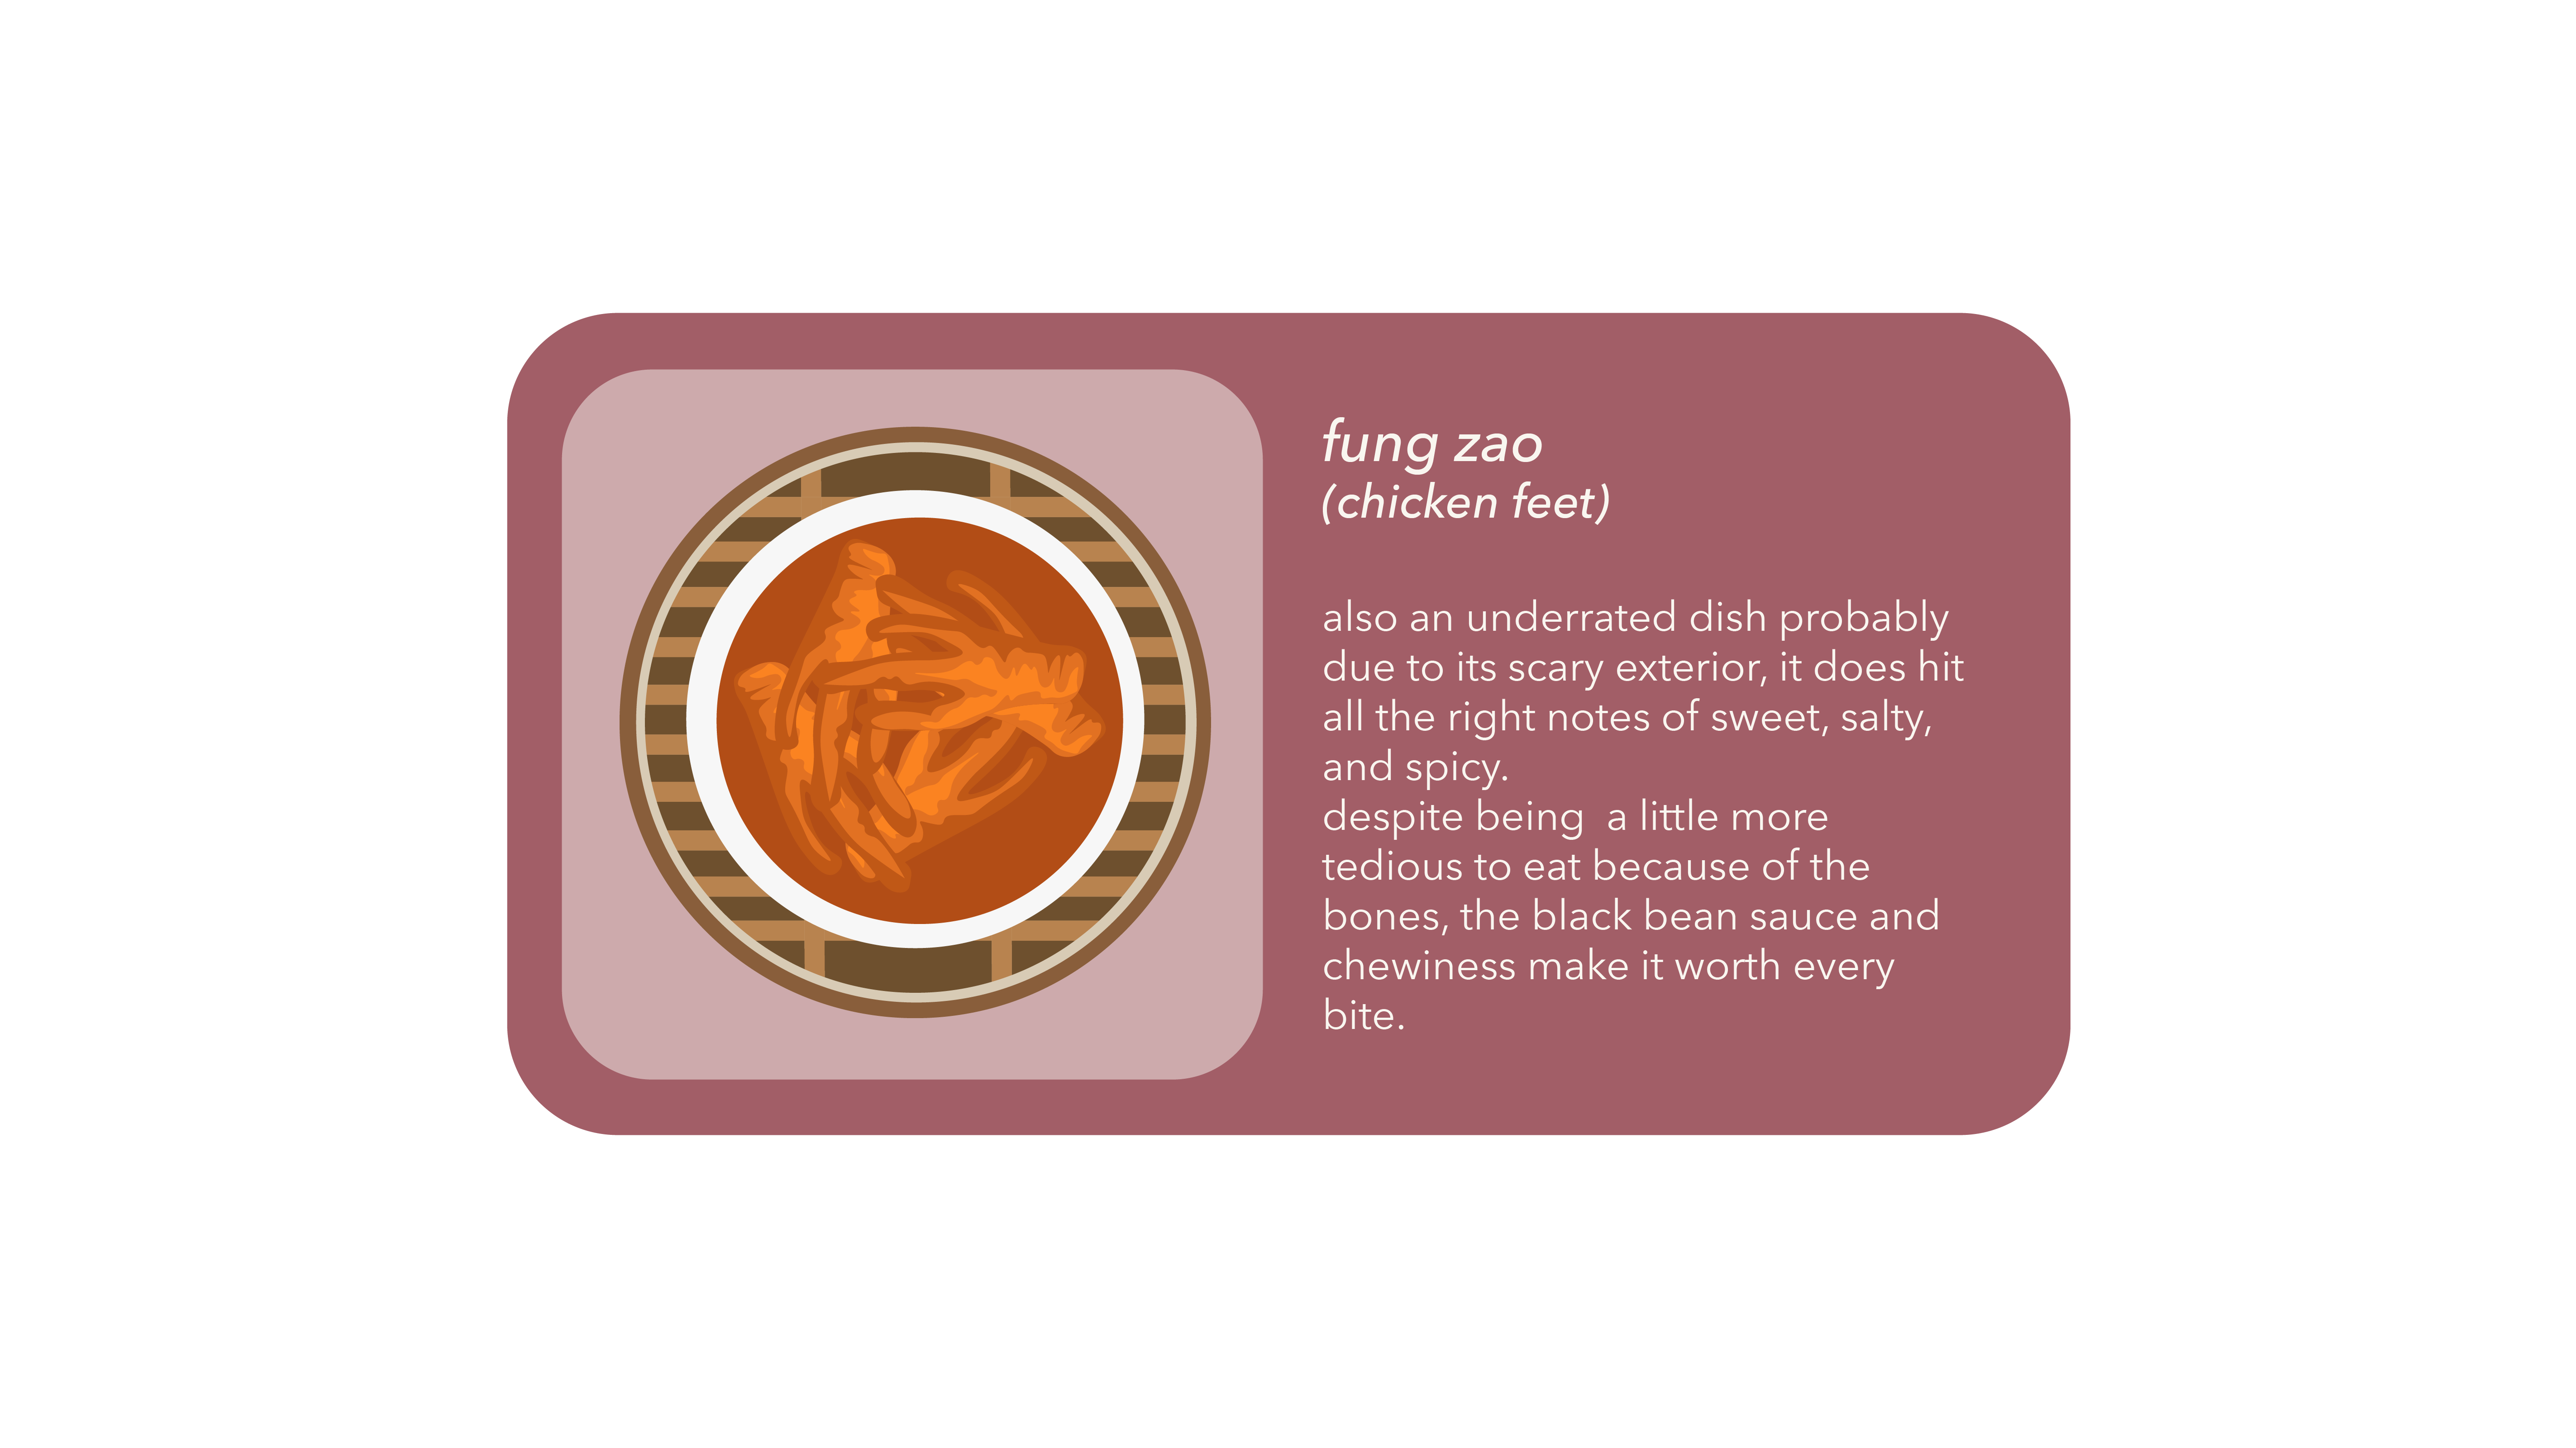 fung zao
(chicken feet)
also an underrated dish probably
due to its scary exterior, it does hit
all the right notes of sweet, salty,
and spicy.
despite being  a little more
tedious to eat because of the
bones, the black bean sauce and
chewiness make it worth every
bite.